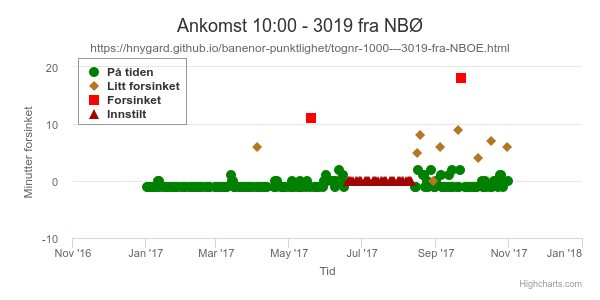 Ankomst 10:00 - 3019 fra NBØ
https://hnygard.github.io/banenor-punktlighet/tognr-1000---3019-fra-NBOE.html
På tiden
Litt forsinket
Forsinket
Innstilt
Minutter forsinket
20
10
0
-10
Nov '16
Jan '17
Mar '17
May '17
Jul '17
Sep '17
Nov '17
Jan '18
Tid
Highcharts.com